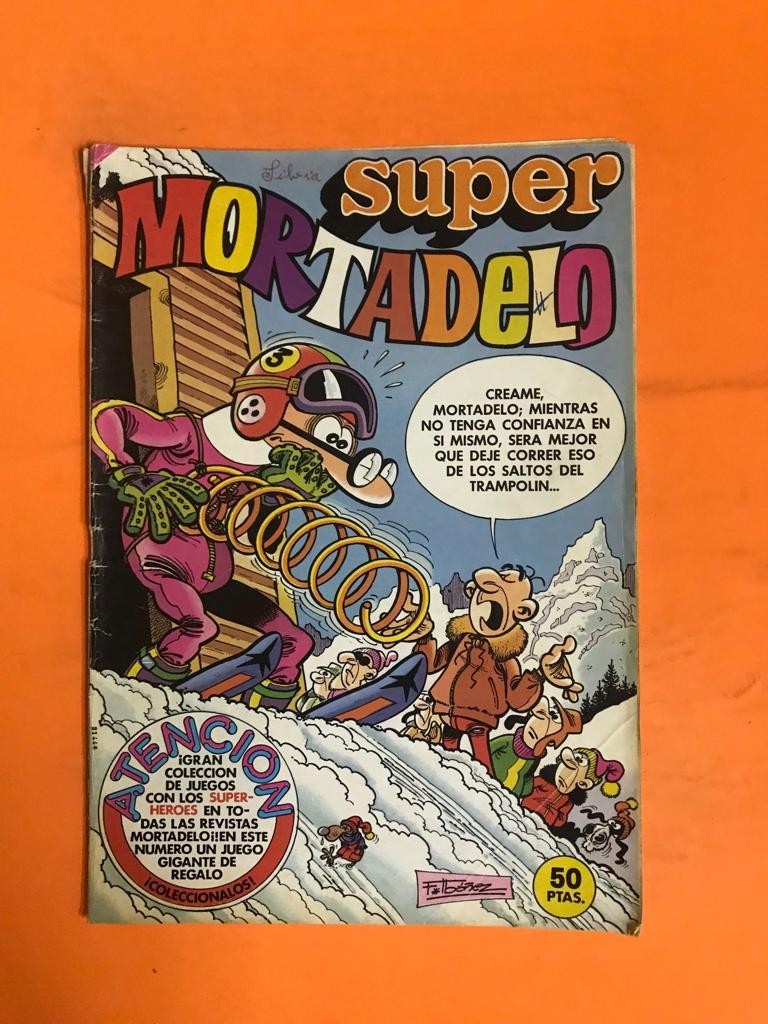 Silvia
super
MORTADELO
3
CREAME,
MORTADELO; MIENTRAS
NO TENGA CONFIANZA EN
SI MISMO, SERA MEJOR
QUE DEJE CORRER ESO
DE LOS SALTOS DEL
TRAMPOLIN...
ATENCION
¡GRAN
COLECCION
DE JUEGOS
CON LOS SUPER-
HEROES EN TO-
DAS LAS REVISTAS
MORTADELO¡¡EN ESTE
NUMERO UN JUEGO
GIGANTE DE
REGALO
¡COLECCIONALOS!
F. Ibáñez
50
PTAS.